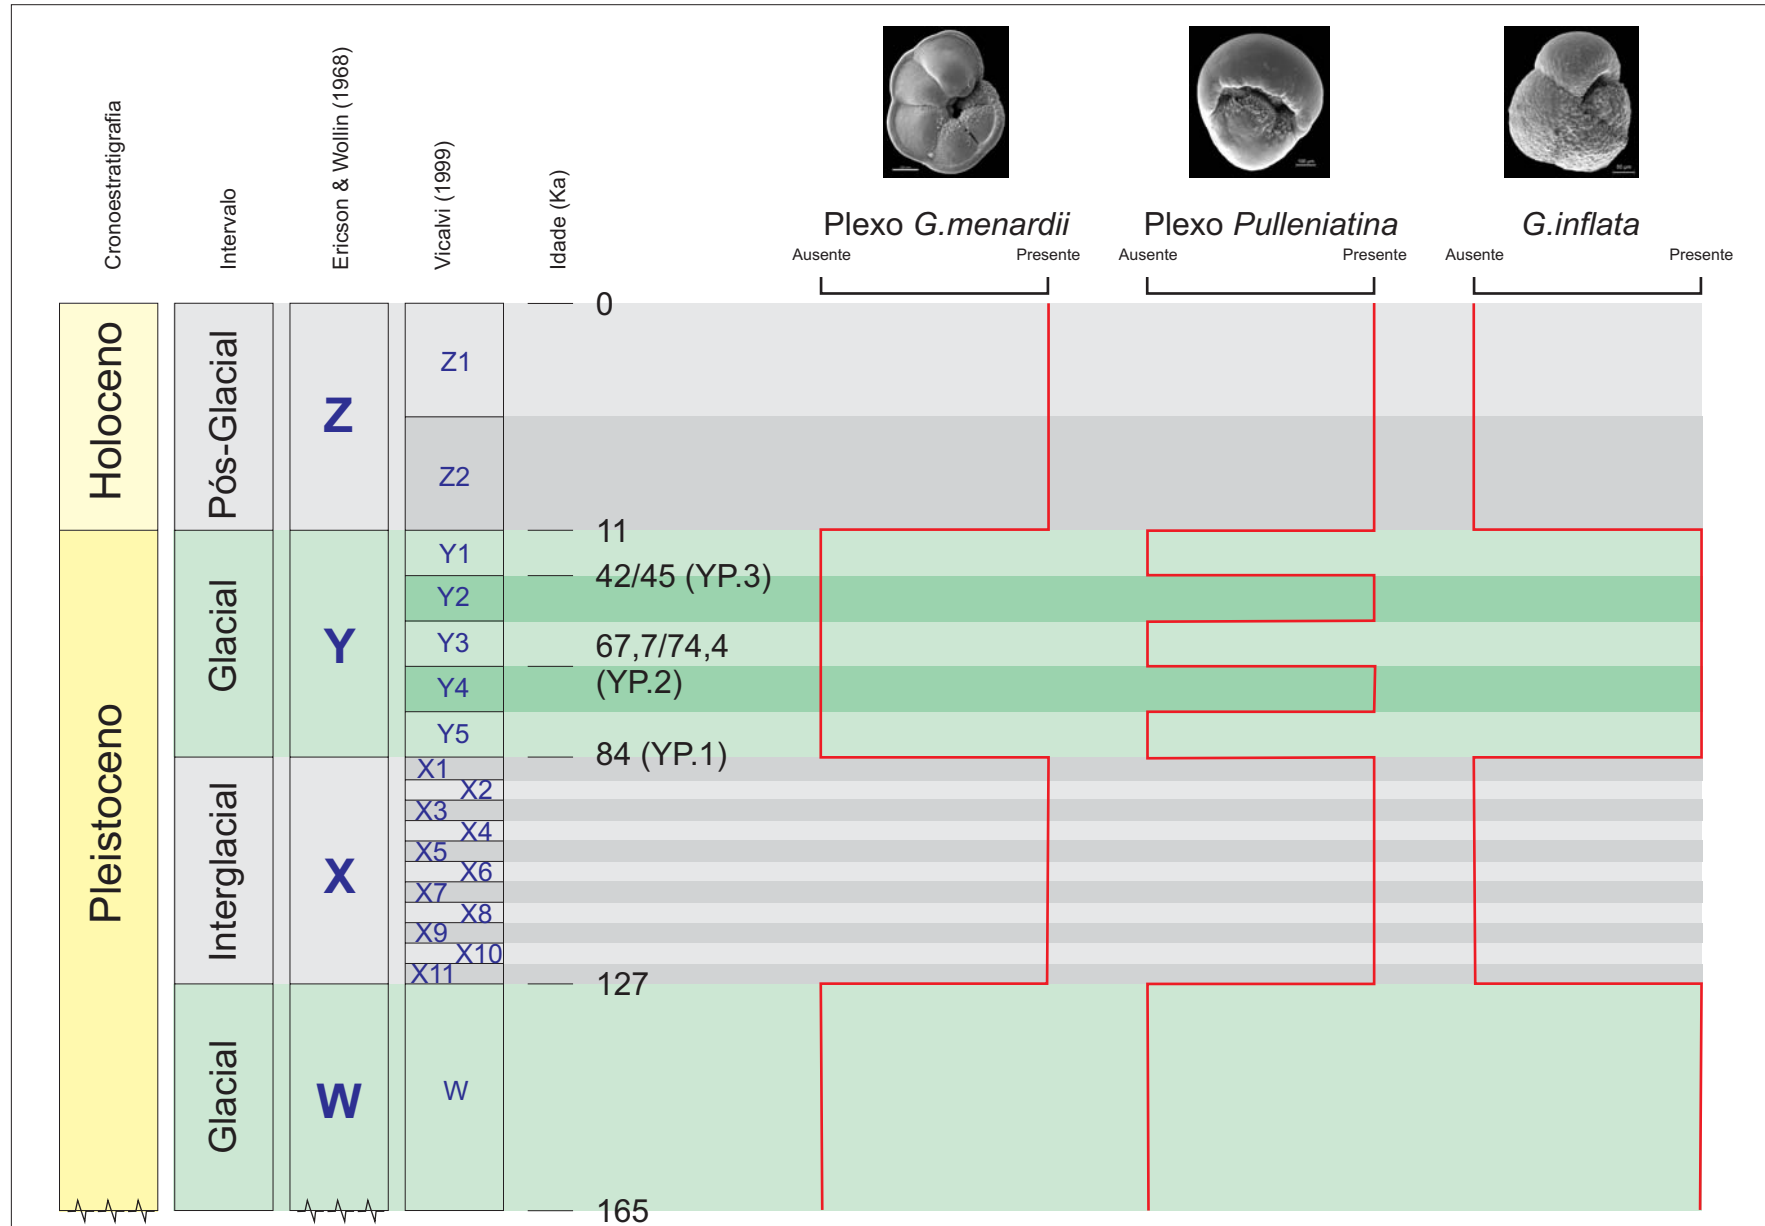 Cronoestratigrafia
Intervalo
Ericson & Wollin (1968)
Vicalvi (1999)
Idade (Ka)
Plexo G.menardii
Plexo Pulleniatina
G.inflata
Ausente
Presente
Ausente
Presente
Ausente
Presente
Holoceno
Pleistoceno
Pós-Glacial
Glacial
Interglacial
Glacial
Z
Y
X
W
Z1
Z2
Y1
Y2
Y3
Y4
Y5
X1
X2
X3
X4
X5
X6
X7
X8
X9
X10
X11
W
0
11
42/45 (YP.3)
67,7/74,4
(YP.2)
84 (YP.1)
127
165